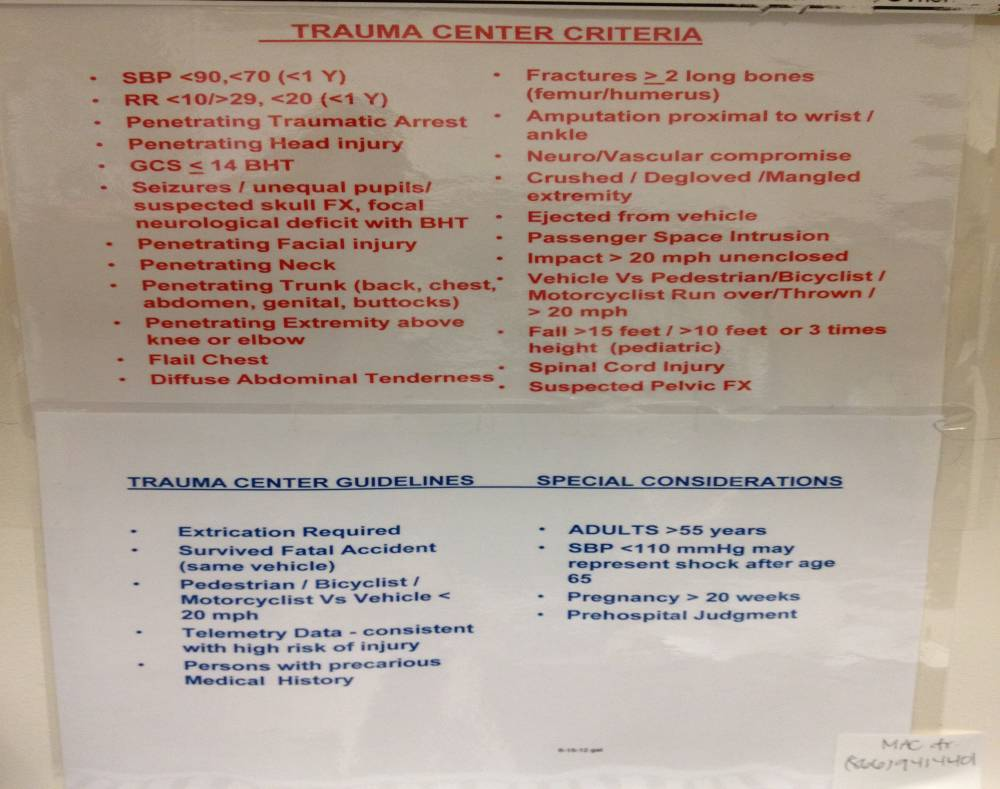 TRAUMA CENTER CRITERIA
• SBP <90,<70 (<1 Y)
• RR <10/>29, <20 (<1 Y)
• Penetrating Traumatic Arrest
• Penetrating Head injury
• GCS ≤ 14 BHT
• Seizures / unequal pupils/
suspected skull FX, focal
neurological deficit with BHT
• Penetrating Facial injury
• Penetrating Neck
• Penetrating Trunk (back, chest,
abdomen, genital, buttocks)
• Penetrating Extremity above
knee or elbow
• Flail Chest
• Diffuse Abdominal Tenderness
• Fractures ≥ 2 long bones
(femur/humerus)
• Amputation proximal to wrist /
ankle
• Neuro/Vascular compromise
• Crushed / Degloved /Mangled
extremity
• Ejected from vehicle
• Passenger Space Intrusion
• Impact > 20 mph unenclosed
• Vehicle Vs Pedestrian/Bicyclist /
Motorcyclist Run over/Thrown /
> 20 mph
• Fall >15 feet / >10 feet or 3 times
height (pediatric)
• Spinal Cord Injury
• Suspected Pelvic FX
TRAUMA CENTER GUIDELINES
• Extrication Required
• Survived Fatal Accident
(same vehicle)
• Pedestrian / Bicyclist /
Motorcyclist Vs Vehicle <
20 mph
• Telemetry Data - consistent
with high risk of injury
• Persons with precarious
Medical History
SPECIAL CONSIDERATIONS
• ADULTS >55 years
• SBP <110 mmHg may
represent shock after age
65
• Pregnancy > 20 weeks
• Prehospital Judgment
MAC